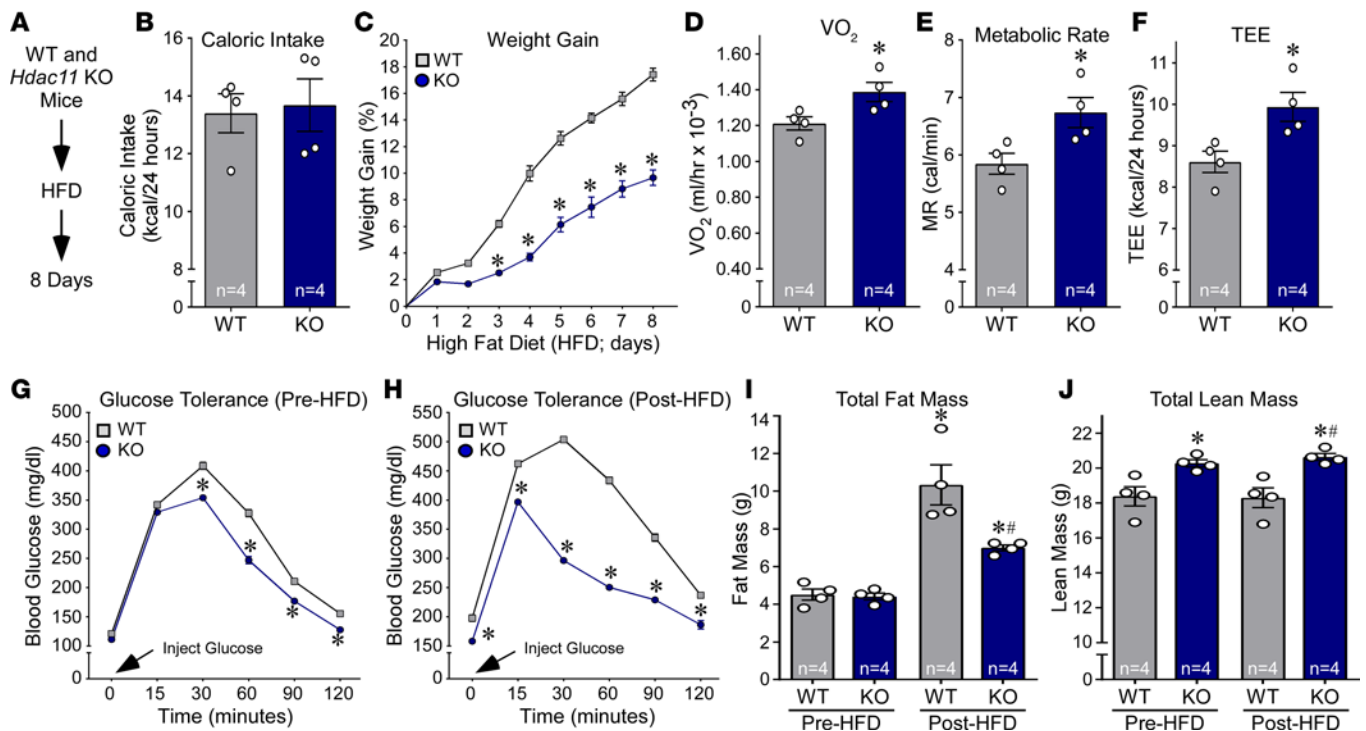 A
WT and
Hdac11 KO
Mice
HFD
8 Days
B
Caloric Intake
Caloric Intake
(kcal/24 hours)
16
14
12
2
0
n=4
n=4
WT
KO
C
Weight Gain
WT
KO
Weight Gain (%)
20
18
16
14
12
10
8
6
4
2
0
*
*
*
*
*
*
0
1
2
3
4
5
6
7
8
High Fat Diet (HFD; days)
D
VO2
VO2 (ml/hr x 10-3)
1.60
1.40
1.20
1.00
0.80
0.60
1.40
0
*
n=4
n=4
WT
KO
E
Metabolic Rate
MR (cal/min)
8
7
6
5
4
2
0
*
n=4
n=4
WT
KO
F
TEE
TEE (kcal/24 hours)
12
11
10
9
8
7
6
1
0
*
n=4
n=4
WT
KO
G
Glucose Tolerance (Pre-HFD)
WT
KO
Blood Glucose (mg/dl)
500
450
400
350
300
250
200
150
100
0
*
*
*
*
Inject Glucose
0
15
30
60
90
120
Time (minutes)
H
Glucose Tolerance (Post-HFD)
WT
KO
Blood Glucose (mg/dl)
550
500
450
400
350
300
250
200
150
0
*
*
*
*
*
*
Inject Glucose
0
15
30
60
90
120
Time (minutes)
I
Total Fat Mass
Fat Mass (g)
14
12
10
8
6
4
2
0
*
*#
n=4
n=4
n=4
n=4
WT
KO
WT
KO
Pre-HFD
Post-HFD
J
Total Lean Mass
Lean Mass (g)
22
20
18
16
14
12
10
0
*
*#
n=4
n=4
n=4
n=4
WT
KO
WT
KO
Pre-HFD
Post-HFD